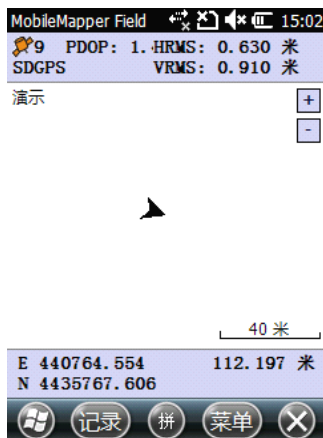 MobileMapper Field 15:02
9 PDOP: 1. HRMS: 0.630 米
SDGPS VRMS: 0.910 米
演示
+
-
40 米
E 440764.554 112.197 米
N 4435767.606
记录 拼 菜单